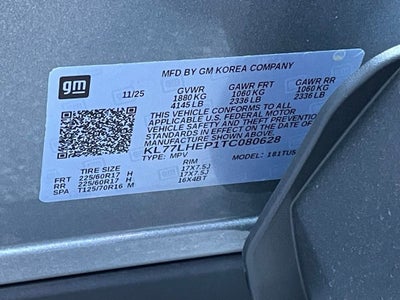 gm
MFD BY GM KOREA COMPANY
11/25 GVWR GAWR FRT GAWR RR
1880 KG 1060 KG 1060 KG
4145 LB 2336 LB 2336 LB
THIS VEHICLE CONFORMS TO ALL
APPLICABLE U.S. FEDERAL MOTOR
VEHICLE SAFETY AND THEFT PREVENTION
STANDARDS IN EFFECT ON THE DATE OF
MANUFACTURE SHOWN ABOVE.
KL77LHEP1TC080628
TYPE: MPV MODEL: 181TUS
TIRE SIZE RIM
FRT 225/60R17 H 17X7.5J
RR 225/60R17 H 17X7.5J
SPA T125/70R16 M 16X4BT